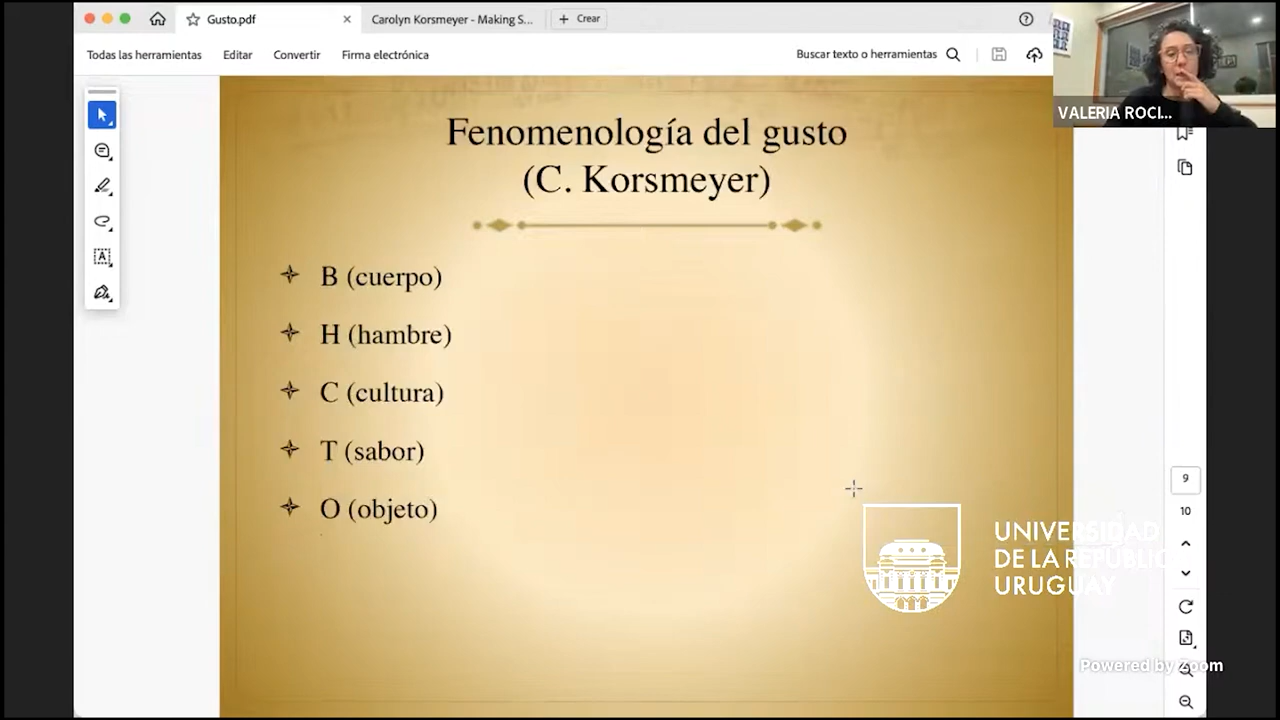 Gusto.pdf
Carolyn Korsmeyer - Making S...
Crear
Todas las herramientas
Editar
Convertir
Firma electrónica
Buscar texto o herramientas
VALERIA ROCI...
Fenomenología del gusto
(C. Korsmeyer)
B (cuerpo)
H (hambre)
C (cultura)
T (sabor)
O (objeto)
9
10
UNIVERSIDAD
DE LA REPÚBLIC
URUGUAY
Powered by Zoom